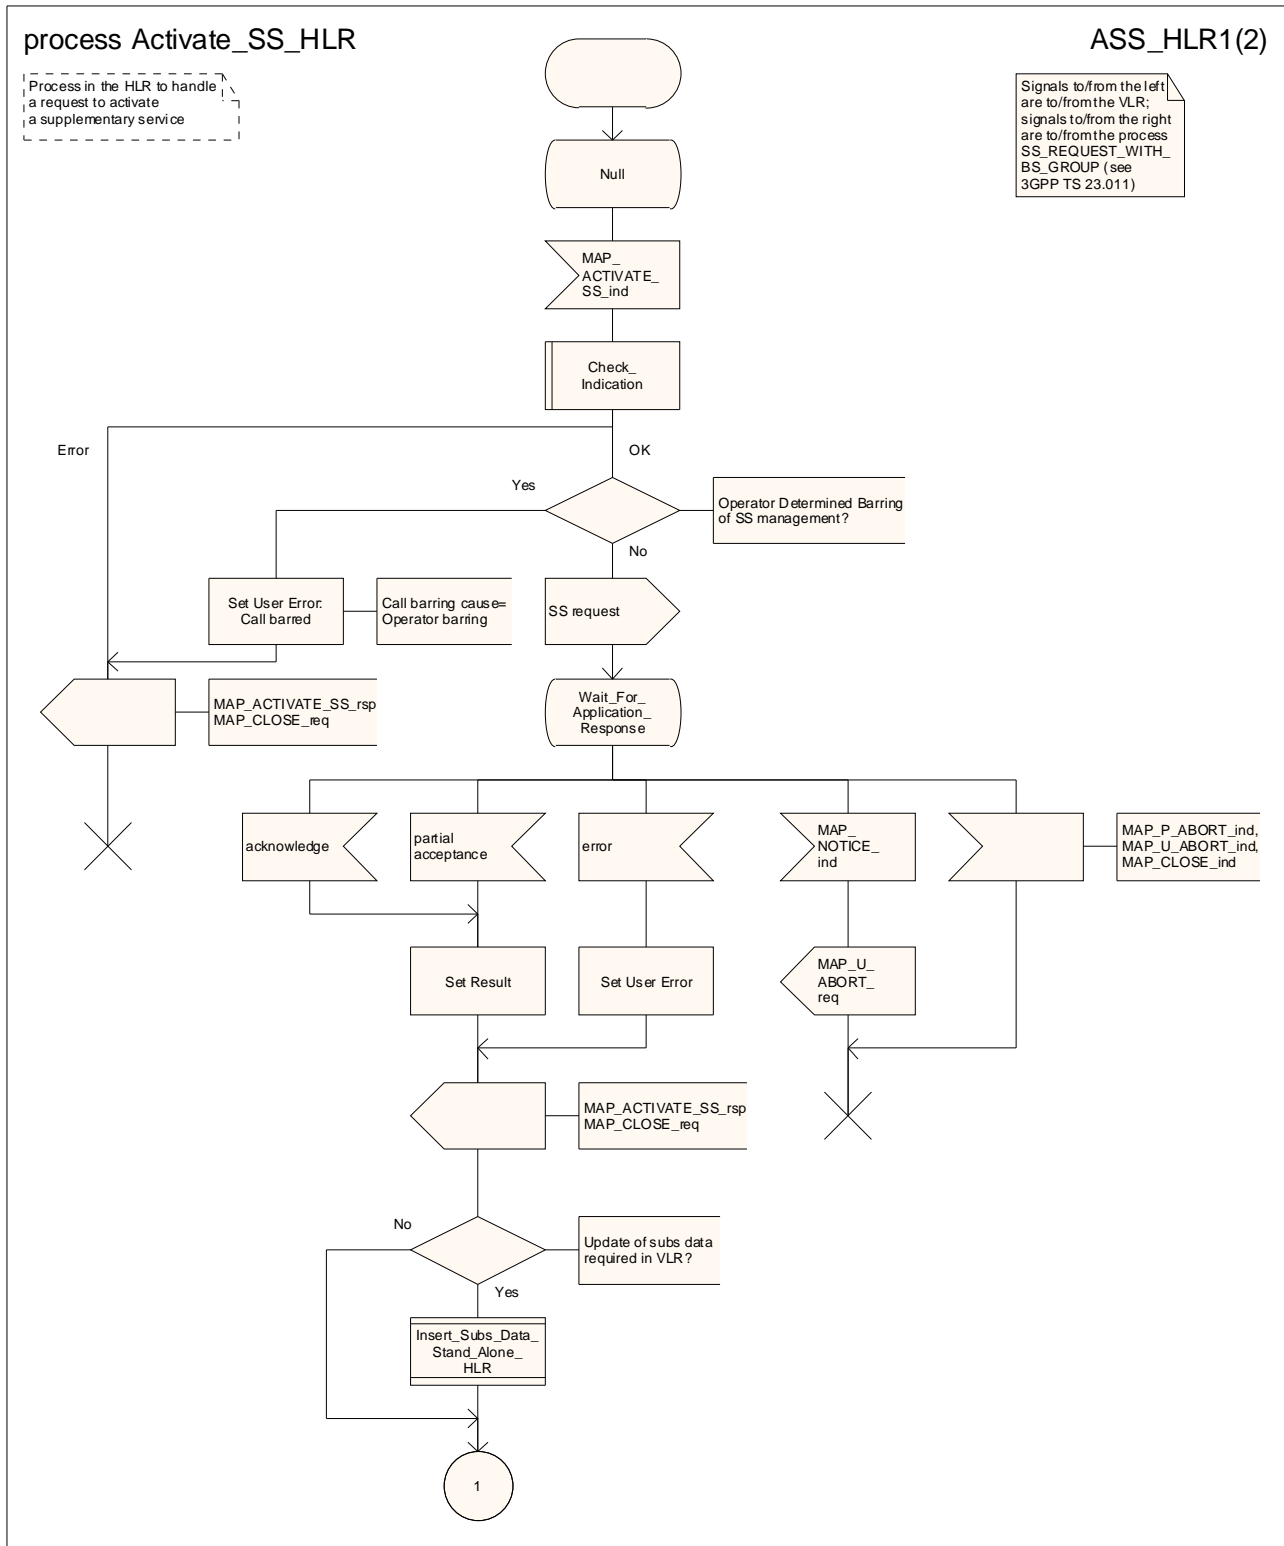 process Activate_SS_HLR
ASS_HLR1(2)
Process in the HLR to handle
a request to activate
a supplementary service
Signals to/from the left
are to/from the VLR;
signals to/from the right
are to/from the process
SS_REQUEST_WITH_
BS_GROUP (see
3GPP TS 23.011)
Null
MAP_
ACTIVATE_
SS_ind
Check_
Indication
Error
OK
Yes
Operator Determined Barring
of SS management?
No
Set User Error:
Call barred
Call barring cause=
Operator barring
SS request
MAP_ACTIVATE_SS_rsp
MAP_CLOSE_req
Wait_For_
Application_
Response
acknowledge
partial
acceptance
error
MAP_
NOTICE_
ind
MAP_P_ABORT_ind,
MAP_U_ABORT_ind,
MAP_CLOSE_ind
Set Result
Set User Error
MAP_U_
ABORT_
req
MAP_ACTIVATE_SS_rsp
MAP_CLOSE_req
No
Update of subs data
required in VLR?
Yes
Insert_Subs_Data_
Stand_Alone_
HLR
1